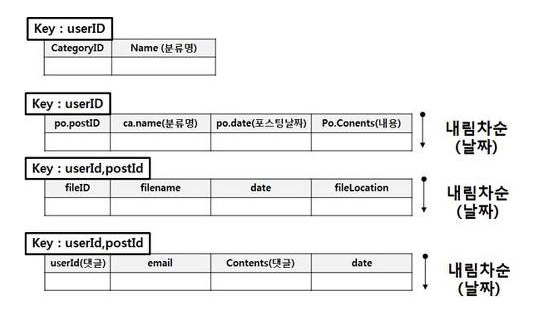 Key : userID
CategoryID Name (분류명)
Key : userID
po.postID ca.name(분류명) po.date(포스팅날짜) Po.Conents(내용)
내림차순
(날짜)
Key : userId,postId
fileID filename date fileLocation
내림차순
(날짜)
Key : userId,postId
userId(댓글) email Contents(댓글) date
내림차순
(날짜)